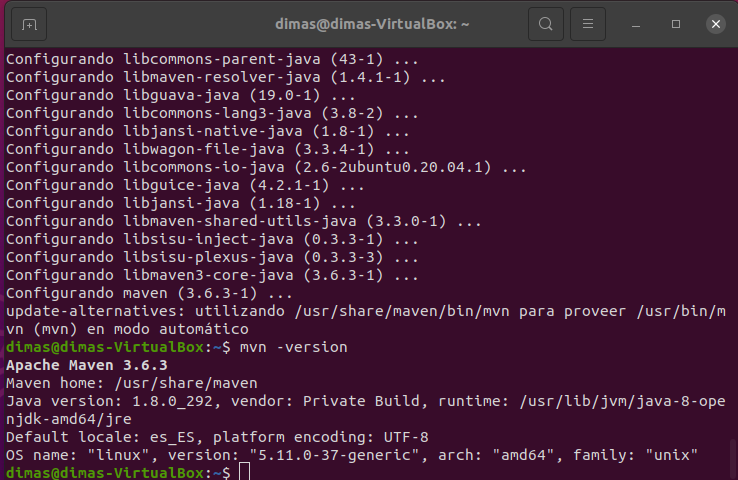 dimas@dimas-VirtualBox: ~
Configurando libcommons-parent-java (43-1) ...
Configurando libmaven-resolver-java (1.4.1-1) ...
Configurando libguava-java (19.0-1) ...
Configurando libcommons-lang3-java (3.8-2) ...
Configurando libjansi-native-java (1.8-1) ...
Configurando libwagon-file-java (3.3.4-1) ...
Configurando libcommons-io-java (2.6-2ubuntu0.20.04.1) ...
Configurando libguice-java (4.2.1-1) ...
Configurando libjansi-java (1.18-1) ...
Configurando libmaven-shared-utils-java (3.3.0-1) ...
Configurando libsisu-inject-java (0.3.3-1) ...
Configurando libsisu-plexus-java (0.3.3-3) ...
Configurando libmaven3-core-java (3.6.3-1) ...
Configurando maven (3.6.3-1) ...
update-alternatives: utilizando /usr/share/maven/bin/mvn para proveer /usr/bin/m
vn (mvn) en modo automático
dimas@dimas-VirtualBox:~$ mvn -version
Apache Maven 3.6.3
Maven home: /usr/share/maven
Java version: 1.8.0_292, vendor: Private Build, runtime: /usr/lib/jvm/java-8-ope
njdk-amd64/jre
Default locale: es_ES, platform encoding: UTF-8
OS name: "linux", version: "5.11.0-37-generic", arch: "amd64", family: "unix"
dimas@dimas-VirtualBox:~$